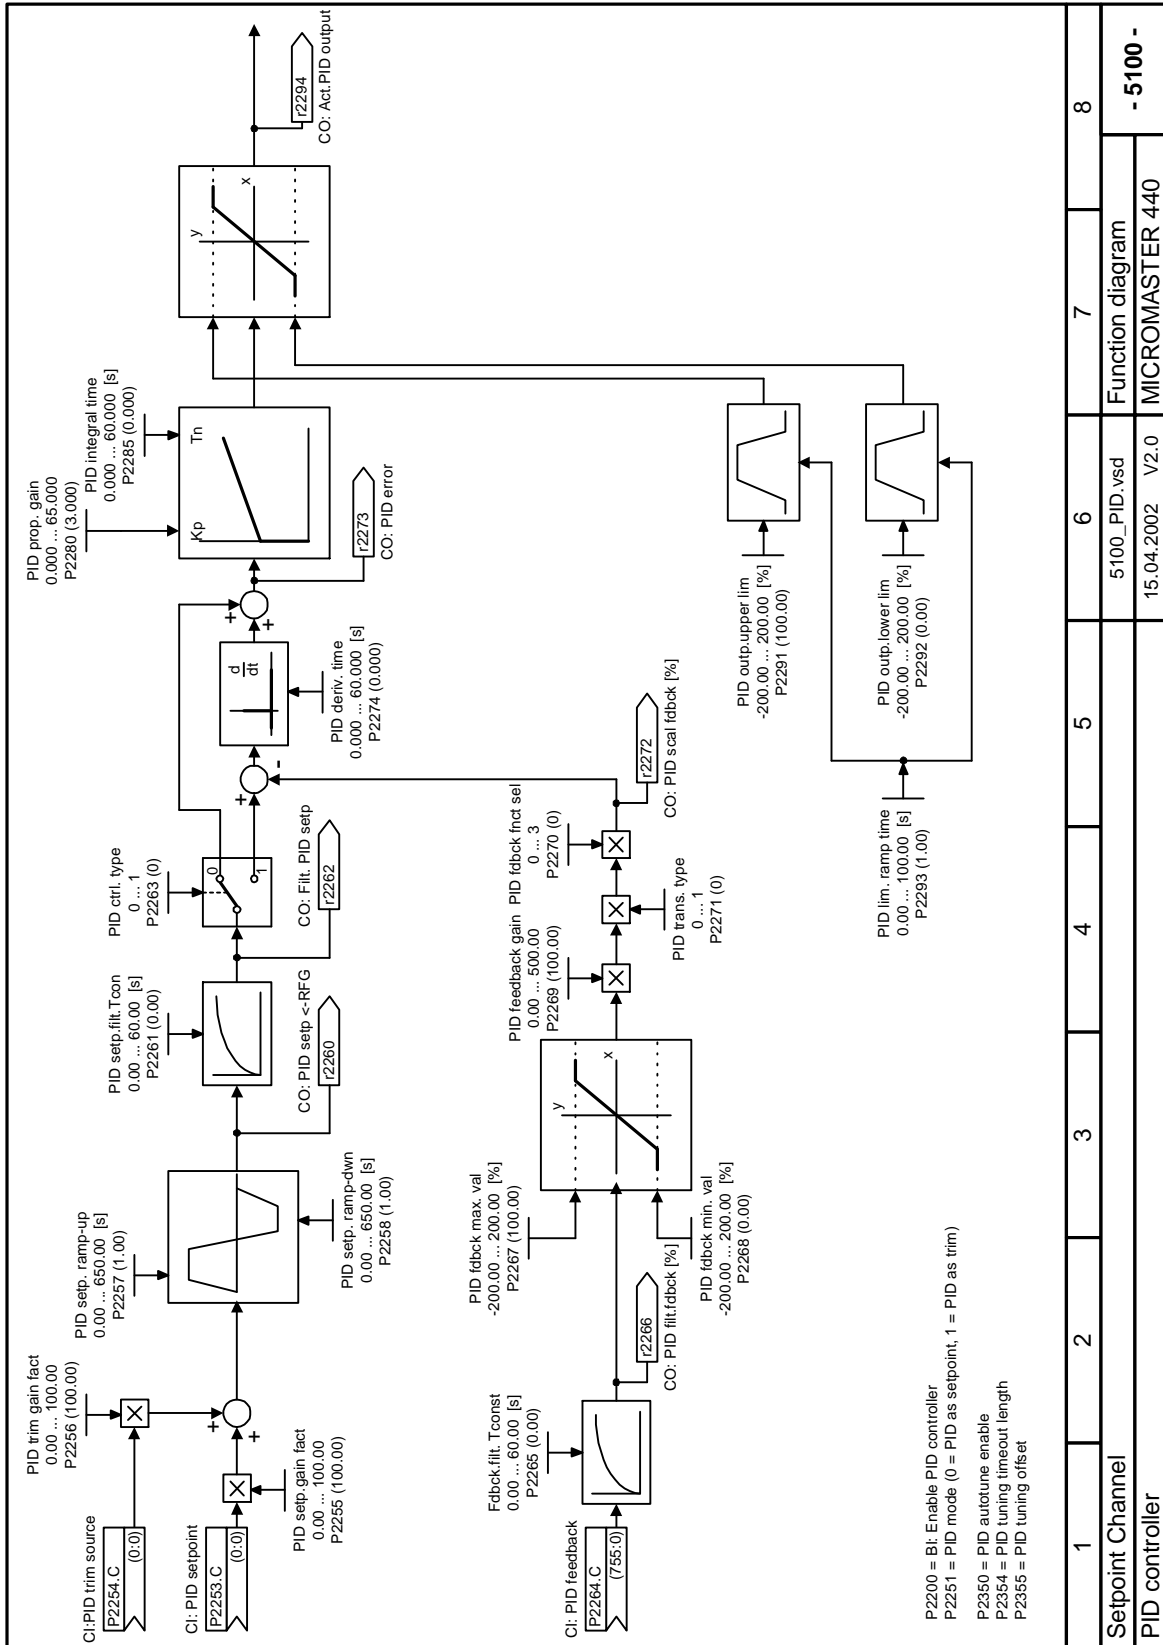 CI:PID trim source
P2254.C
(0:0)
PID trim gain fact
0.00 ... 100.00
P2256 (100.00)
CI: PID setpoint
P2253.C
(0:0)
PID setp.gain fact
0.00 ... 100.00
P2255 (100.00)
+
+
PID setp. ramp-up
0.00 ... 650.00 [s]
P2257 (1.00)
PID setp. ramp-dwn
0.00 ... 650.00 [s]
P2258 (1.00)
CO: PID setp <-RFG
r2260
PID setp.filt.Tcon
0.00 ... 60.00 [s]
P2261 (0.00)
CO: Filt. PID setp
r2262
PID ctrl. type
0 ... 1
P2263 (0)
0
1
+
-
d
dt
PID deriv. time
0.000 ... 60.000 [s]
P2274 (0.000)
+
+
r2273
CO: PID error
PID prop. gain
0.000 ... 65.000
P2280 (3.000)
PID integral time
0.000 ... 60.000 [s]
P2285 (0.000)
Kp
Tn
y
x
r2294
CO: Act.PID output
CI: PID feedback
P2264.C
(755:0)
Fdbck.filt. Tconst
0.00 ... 60.00 [s]
P2265 (0.00)
r2266
CO: PID filt.fdbck [%]
PID fdbck max. val
-200.00 ... 200.00 [%]
P2267 (100.00)
PID fdbck min. val
-200.00 ... 200.00 [%]
P2268 (0.00)
y
x
PID feedback gain
0.00 ... 500.00
P2269 (100.00)
PID trans. type
0 ... 1
P2271 (0)
PID fdbck fnct sel
0 ... 3
P2270 (0)
r2272
CO: PID scal fdbck [%]
PID outp.upper lim
-200.00 ... 200.00 [%]
P2291 (100.00)
PID outp.lower lim
-200.00 ... 200.00 [%]
P2292 (0.00)
PID lim. ramp time
0.00 ... 100.00 [s]
P2293 (1.00)
P2200 = BI: Enable PID controller
P2251 = PID mode (0 = PID as setpoint, 1 = PID as trim)
P2350 = PID autotune enable
P2354 = PID tuning timeout length
P2355 = PID tuning offset
1 2 3 4 5 6 7 8
Setpoint Channel
5100_PID.vsd
Function diagram
- 5100 -
PID controller
15.04.2002 V2.0
MICROMASTER 440